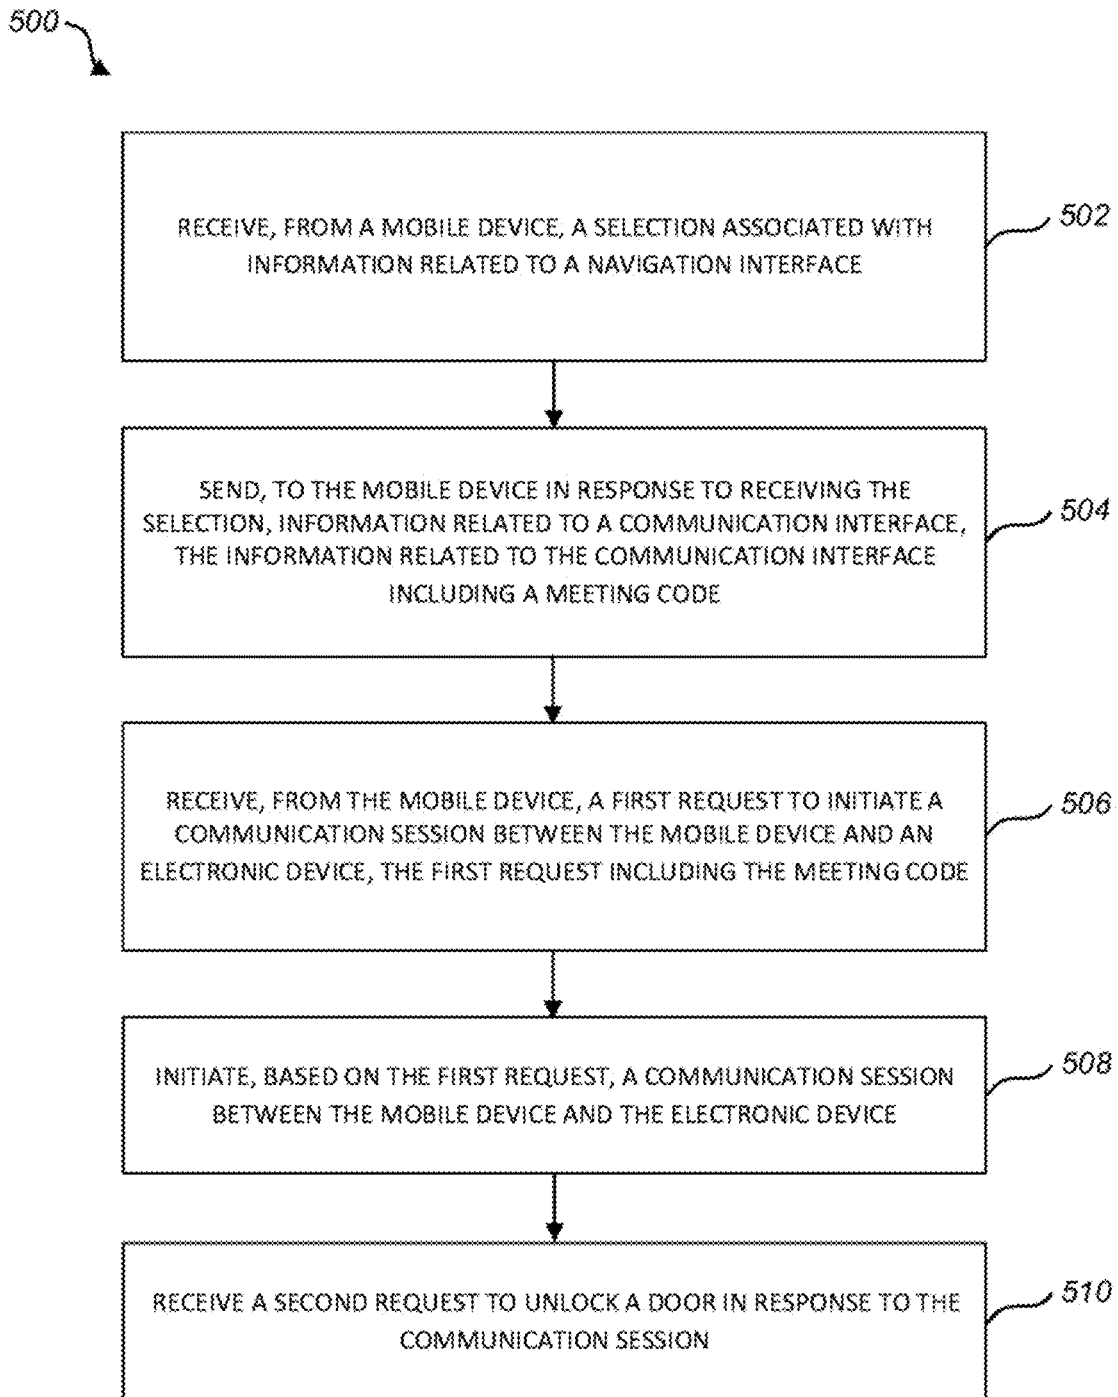 500
RECEIVE, FROM A MOBILE DEVICE, A SELECTION ASSOCIATED WITH
INFORMATION RELATED TO A NAVIGATION INTERFACE
502
SEND, TO THE MOBILE DEVICE IN RESPONSE TO RECEIVING THE
SELECTION, INFORMATION RELATED TO A COMMUNICATION INTERFACE,
THE INFORMATION RELATED TO THE COMMUNICATION INTERFACE
INCLUDING A MEETING CODE
504
RECEIVE, FROM THE MOBILE DEVICE, A FIRST REQUEST TO INITIATE A
COMMUNICATION SESSION BETWEEN THE MOBILE DEVICE AND AN
ELECTRONIC DEVICE, THE FIRST REQUEST INCLUDING THE MEETING CODE
506
INITIATE, BASED ON THE FIRST REQUEST, A COMMUNICATION SESSION
BETWEEN THE MOBILE DEVICE AND THE ELECTRONIC DEVICE
508
RECEIVE A SECOND REQUEST TO UNLOCK A DOOR IN RESPONSE TO THE
COMMUNICATION SESSION
510